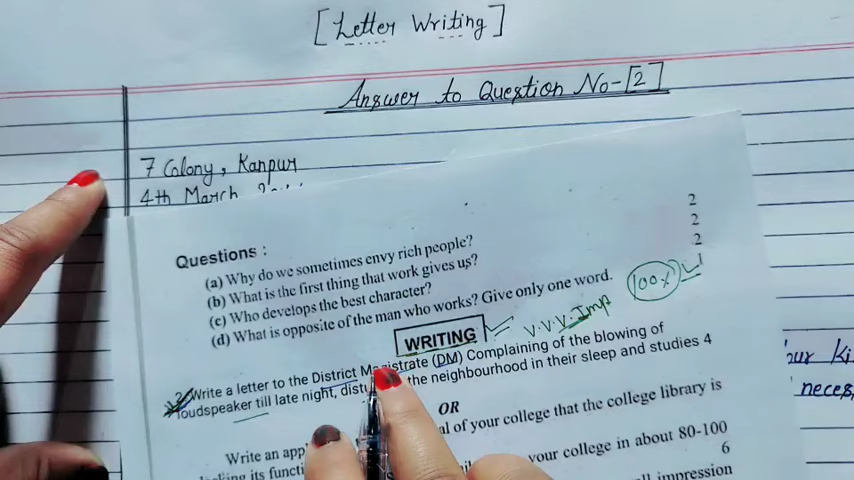 [Letter Writing]
Answer to Question No-[2]
7 Colony, Kanpur
4th March
Questions :
(a) Why do we sometimes envy rich people? 2
(b) What is the first thing that work gives us? 2
(c) Who develops the best character? 2
(d) What is opposite of the man who works? Give only one word. 1
100%
WRITING V.V.V.Imp
2 Write a letter to the District Magistrate (DM) Complaining of the blowing of
loudspeaker till late night, the neighbourhood in their sleep and studies 4
OR
Write an of your college that the college library is
its your college in about 80-100
6
impression
neces